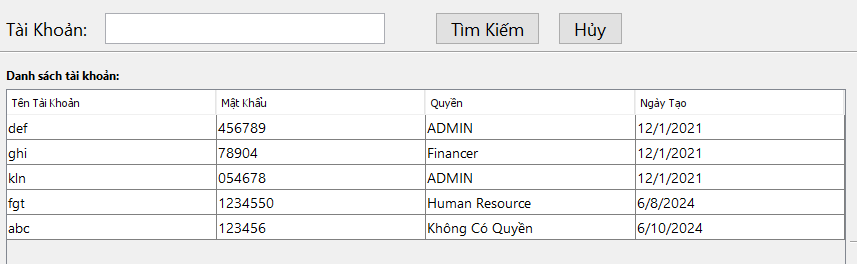 Tài Khoản: Tìm Kiếm Hủy
Danh sách tài khoản:
Tên Tài Khoản Mật Khẩu Quyền Ngày Tạo
def 456789 ADMIN 12/1/2021
ghi 78904 Financer 12/1/2021
kln 054678 ADMIN 12/1/2021
fgt 1234550 Human Resource 6/8/2024
abc 123456 Không Có Quyền 6/10/2024